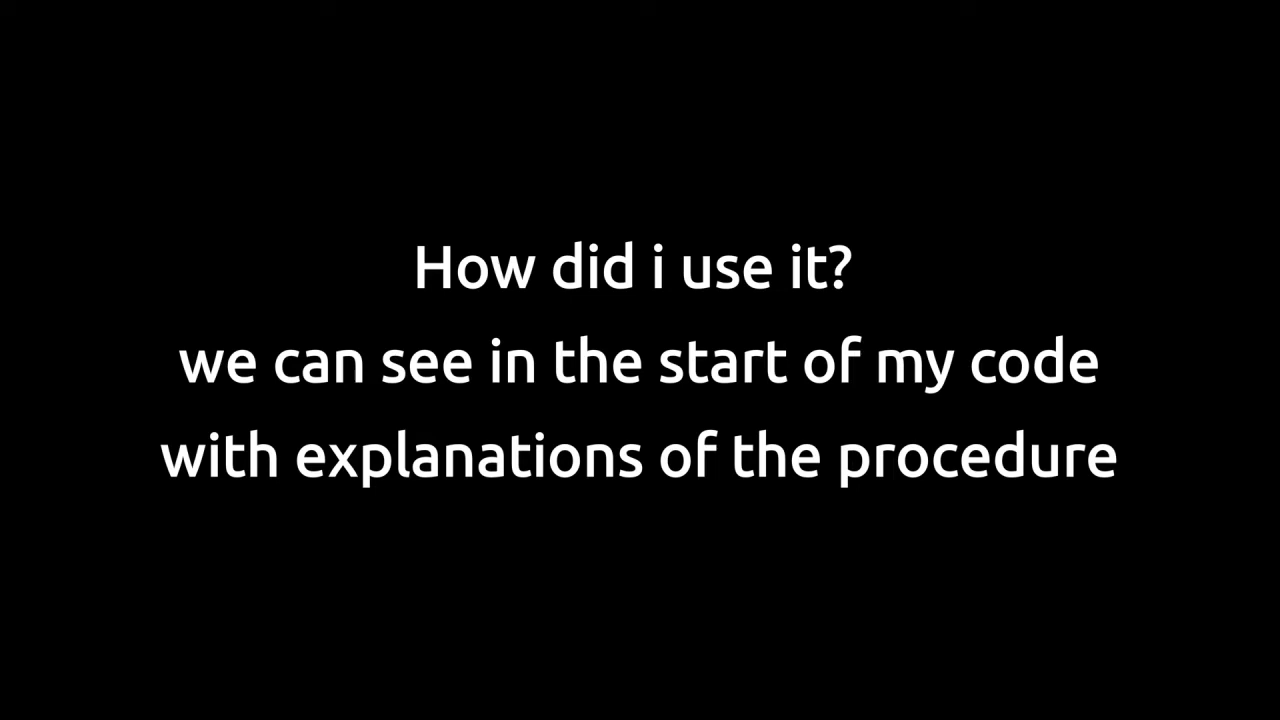 How did i use it?
we can see in the start of my code
with explanations of the procedure